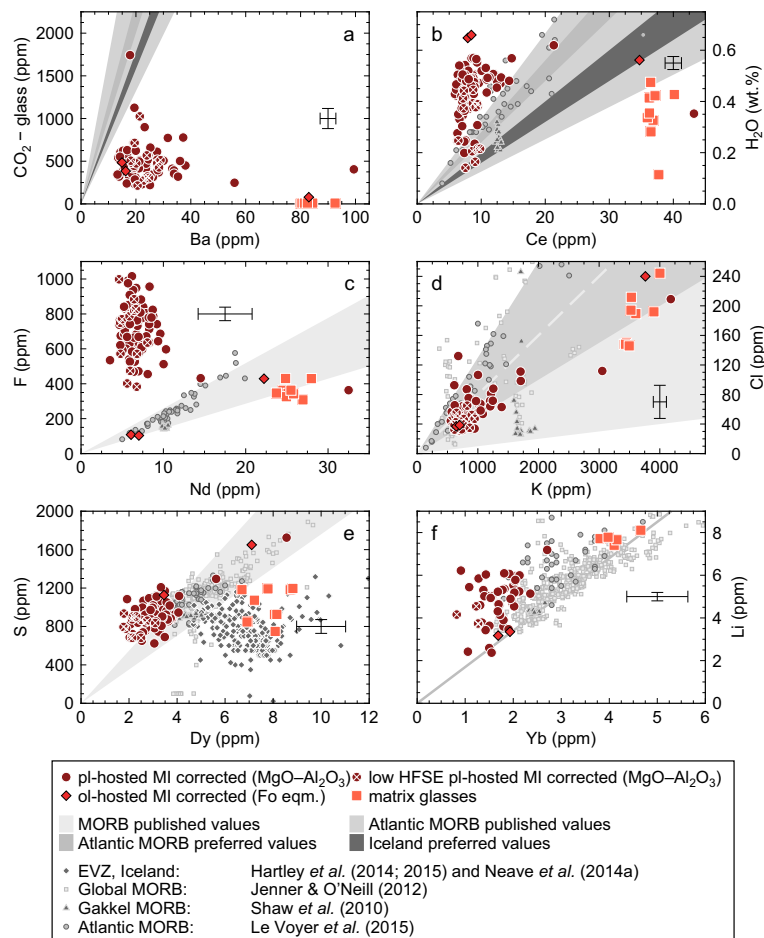 a
2250
2000
1500
1000
500
0
CO2 – glass (ppm)
0 20 40 60 80 100
Ba (ppm)
b
0.6
0.4
0.2
0.0
H2O (wt.%)
0 10 20 30 40
Ce (ppm)
c
1000
800
600
400
200
0
F (ppm)
0 10 20 30
Nd (ppm)
d
240
200
160
120
80
40
0
Cl (ppm)
0 1000 2000 3000 4000
K (ppm)
e
2000
1600
1200
800
400
0
S (ppm)
0 2 4 6 8 10 12
Dy (ppm)
f
8
6
4
2
0
Li (ppm)
0 1 2 3 4 5 6
Yb (ppm)
pl-hosted MI corrected (MgO–Al2O3) low HFSE pl-hosted MI corrected (MgO–Al2O3)
ol-hosted MI corrected (Fo eqm.) matrix glasses
MORB published values Atlantic MORB published values
Atlantic MORB preferred values Iceland preferred values
EVZ, Iceland: Hartley et al. (2014; 2015) and Neave et al. (2014a)
Global MORB: Jenner & O'Neill (2012)
Gakkel MORB: Shaw et al. (2010)
Atlantic MORB: Le Voyer et al. (2015)